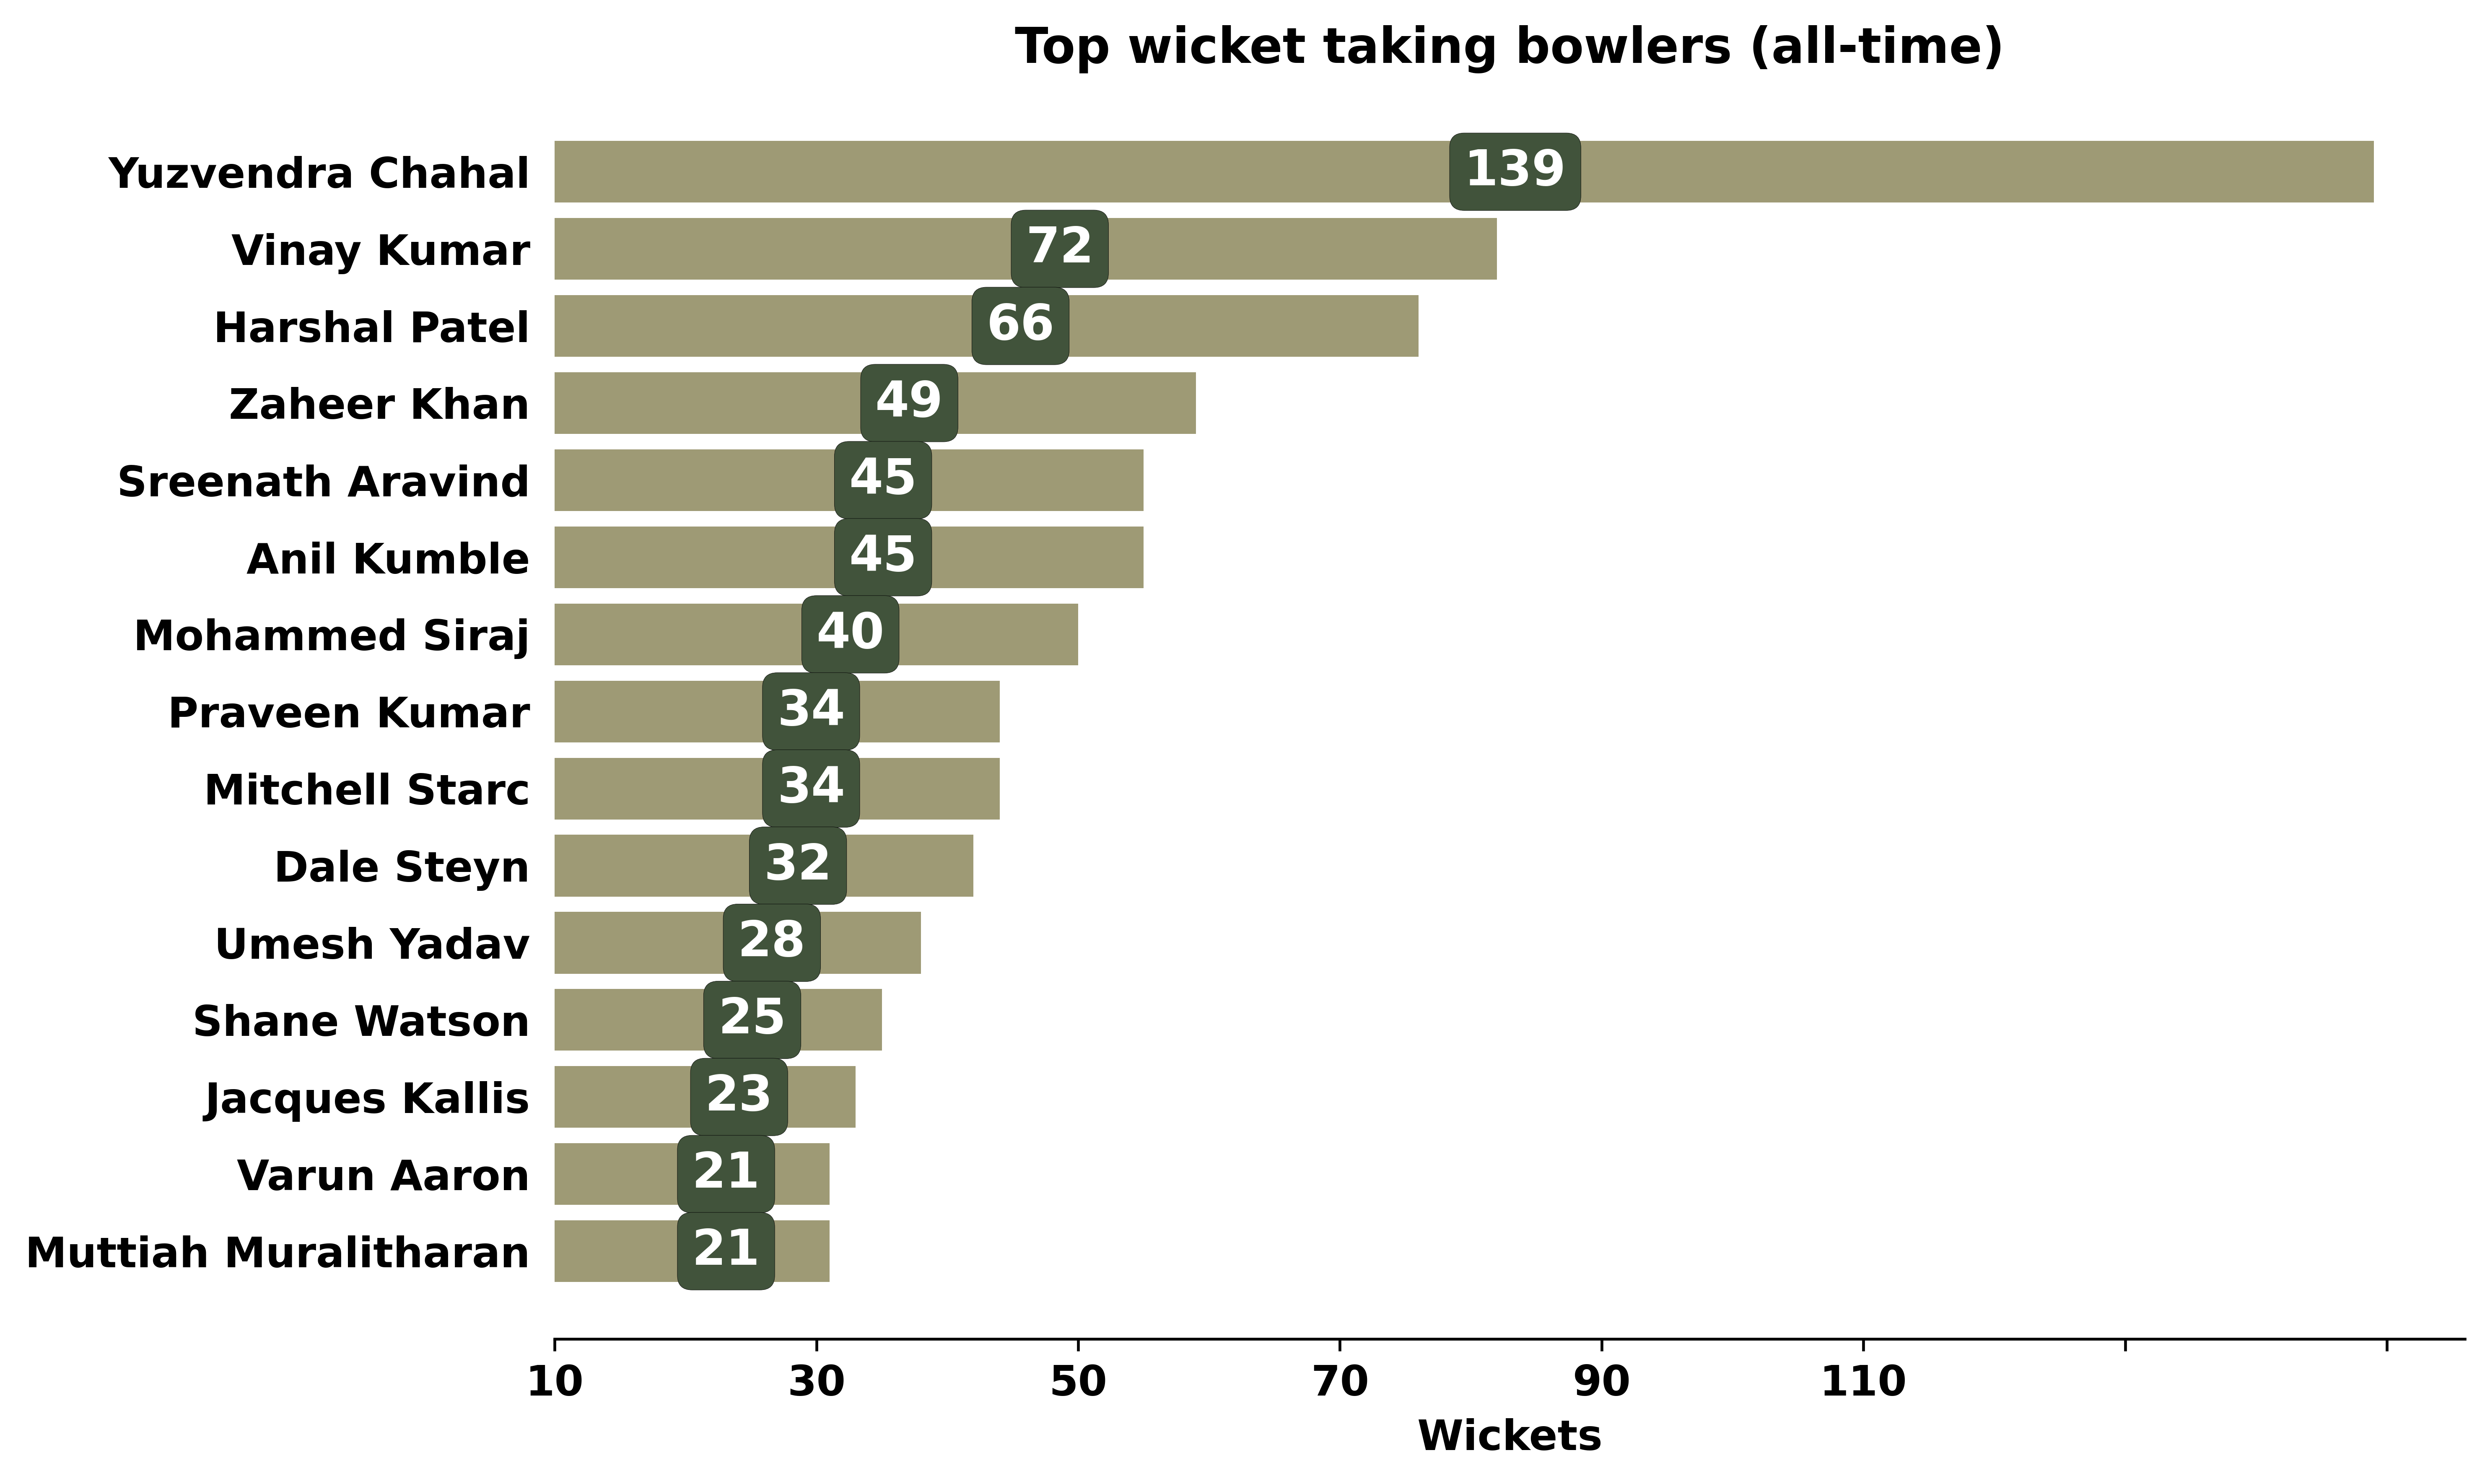 Top wicket taking bowlers (all-time)
Yuzvendra Chahal 139
Vinay Kumar 72
Harshal Patel 66
Zaheer Khan 49
Sreenath Aravind 45
Anil Kumble 45
Mohammed Siraj 40
Praveen Kumar 34
Mitchell Starc 34
Dale Steyn 32
Umesh Yadav 28
Shane Watson 25
Jacques Kallis 23
Varun Aaron 21
Muttiah Muralitharan 21
10 30 50 70 90 110
Wickets